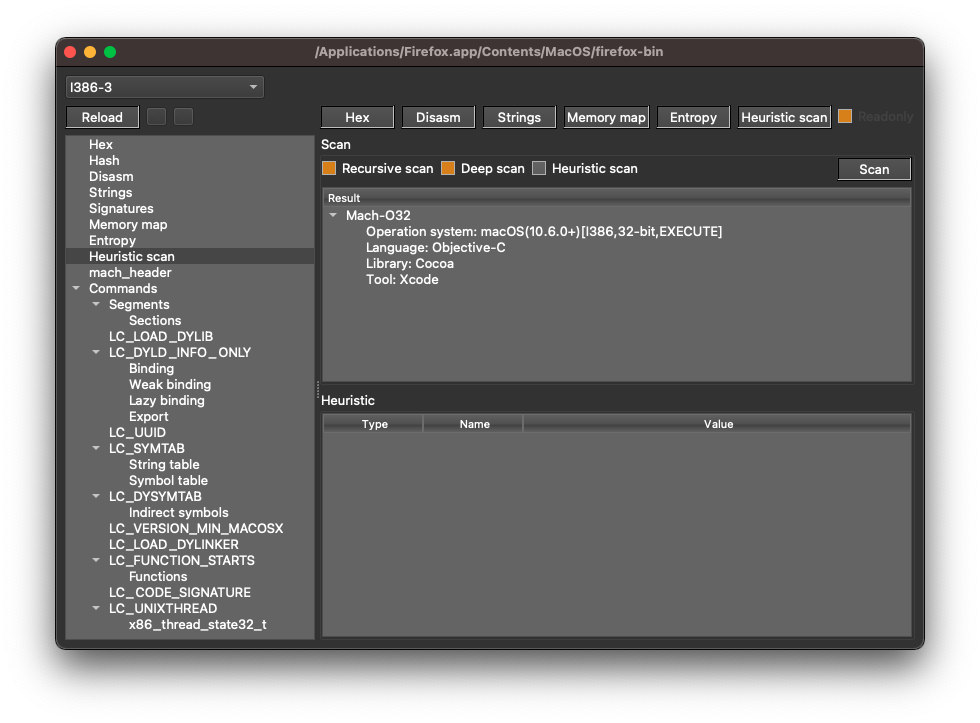 /Applications/Firefox.app/Contents/MacOS/firefox-bin
I386-3
Reload
Hex Disasm Strings Memory map Entropy Heuristic scan Readonly
Hex
Hash
Disasm
Strings
Signatures
Memory map
Entropy
Heuristic scan
mach_header
Commands
Segments
Sections
LC_LOAD_DYLIB
LC_DYLD_INFO_ONLY
Binding
Weak binding
Lazy binding
Export
LC_UUID
LC_SYMTAB
String table
Symbol table
LC_DYSYMTAB
Indirect symbols
LC_VERSION_MIN_MACOSX
LC_LOAD_DYLINKER
LC_FUNCTION_STARTS
Functions
LC_CODE_SIGNATURE
LC_UNIXTHREAD
x86_thread_state32_t
Scan
Recursive scan Deep scan Heuristic scan Scan
Result
Mach-O32
Operation system: macOS(10.6.0+)[I386,32-bit,EXECUTE]
Language: Objective-C
Library: Cocoa
Tool: Xcode
Heuristic
Type Name Value